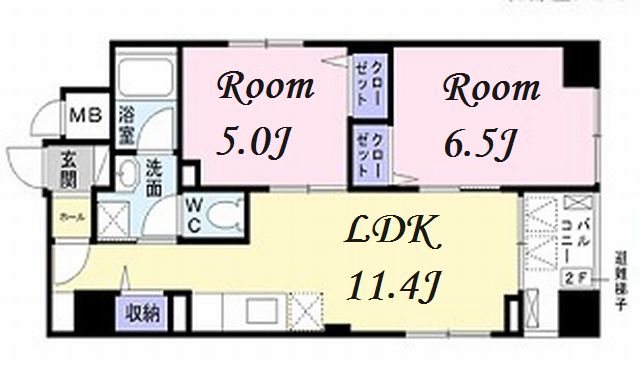 Room
5.0J
クローゼット
Room
6.5J
クローゼット
MB
浴室
玄関
洗面
ホール
WC
LDK
11.4J
収納
バルコニー
2F
避難梯子